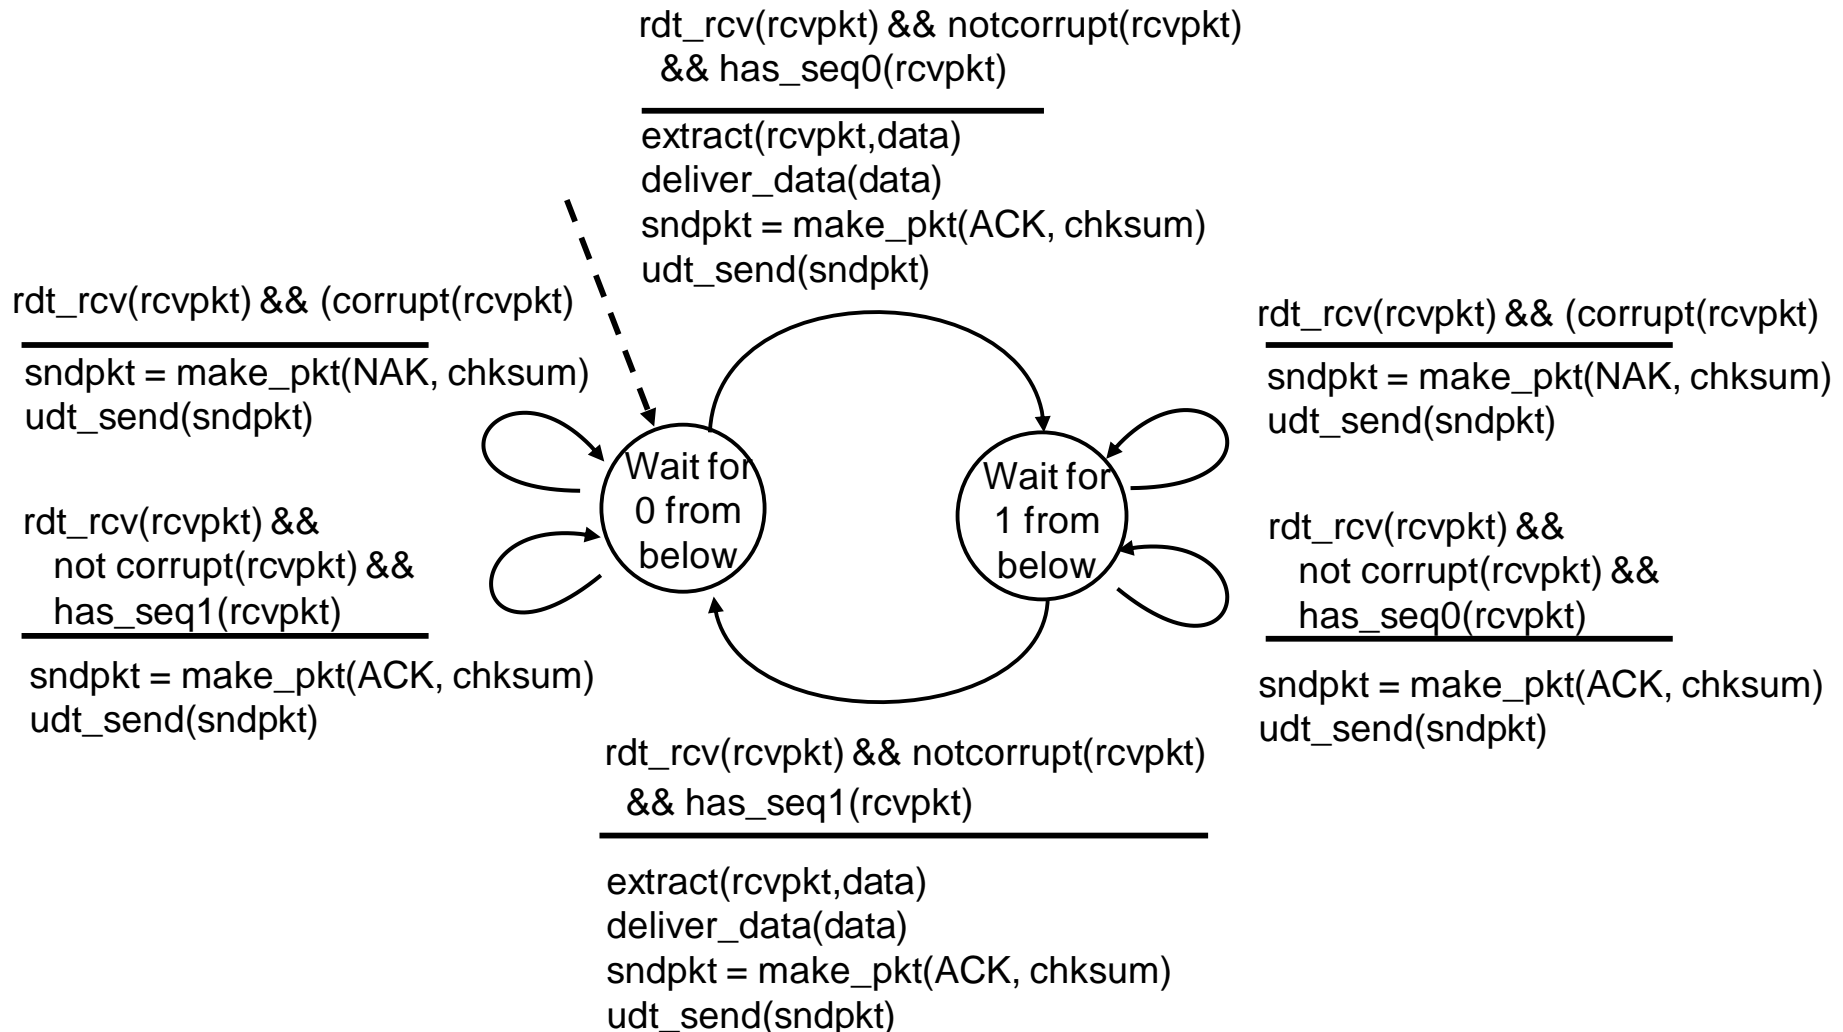 rdt_rcv(rcvpkt) && notcorrupt(rcvpkt)
&& has_seq0(rcvpkt)
extract(rcvpkt,data)
deliver_data(data)
sndpkt = make_pkt(ACK, chksum)
udt_send(sndpkt)
rdt_rcv(rcvpkt) && (corrupt(rcvpkt)
sndpkt = make_pkt(NAK, chksum)
udt_send(sndpkt)
rdt_rcv(rcvpkt) &&
not corrupt(rcvpkt) &&
has_seq1(rcvpkt)
sndpkt = make_pkt(ACK, chksum)
udt_send(sndpkt)
Wait for
0 from
below
Wait for
1 from
below
rdt_rcv(rcvpkt) && (corrupt(rcvpkt)
sndpkt = make_pkt(NAK, chksum)
udt_send(sndpkt)
rdt_rcv(rcvpkt) &&
not corrupt(rcvpkt) &&
has_seq0(rcvpkt)
sndpkt = make_pkt(ACK, chksum)
udt_send(sndpkt)
rdt_rcv(rcvpkt) && notcorrupt(rcvpkt)
&& has_seq1(rcvpkt)
extract(rcvpkt,data)
deliver_data(data)
sndpkt = make_pkt(ACK, chksum)
udt_send(sndpkt)